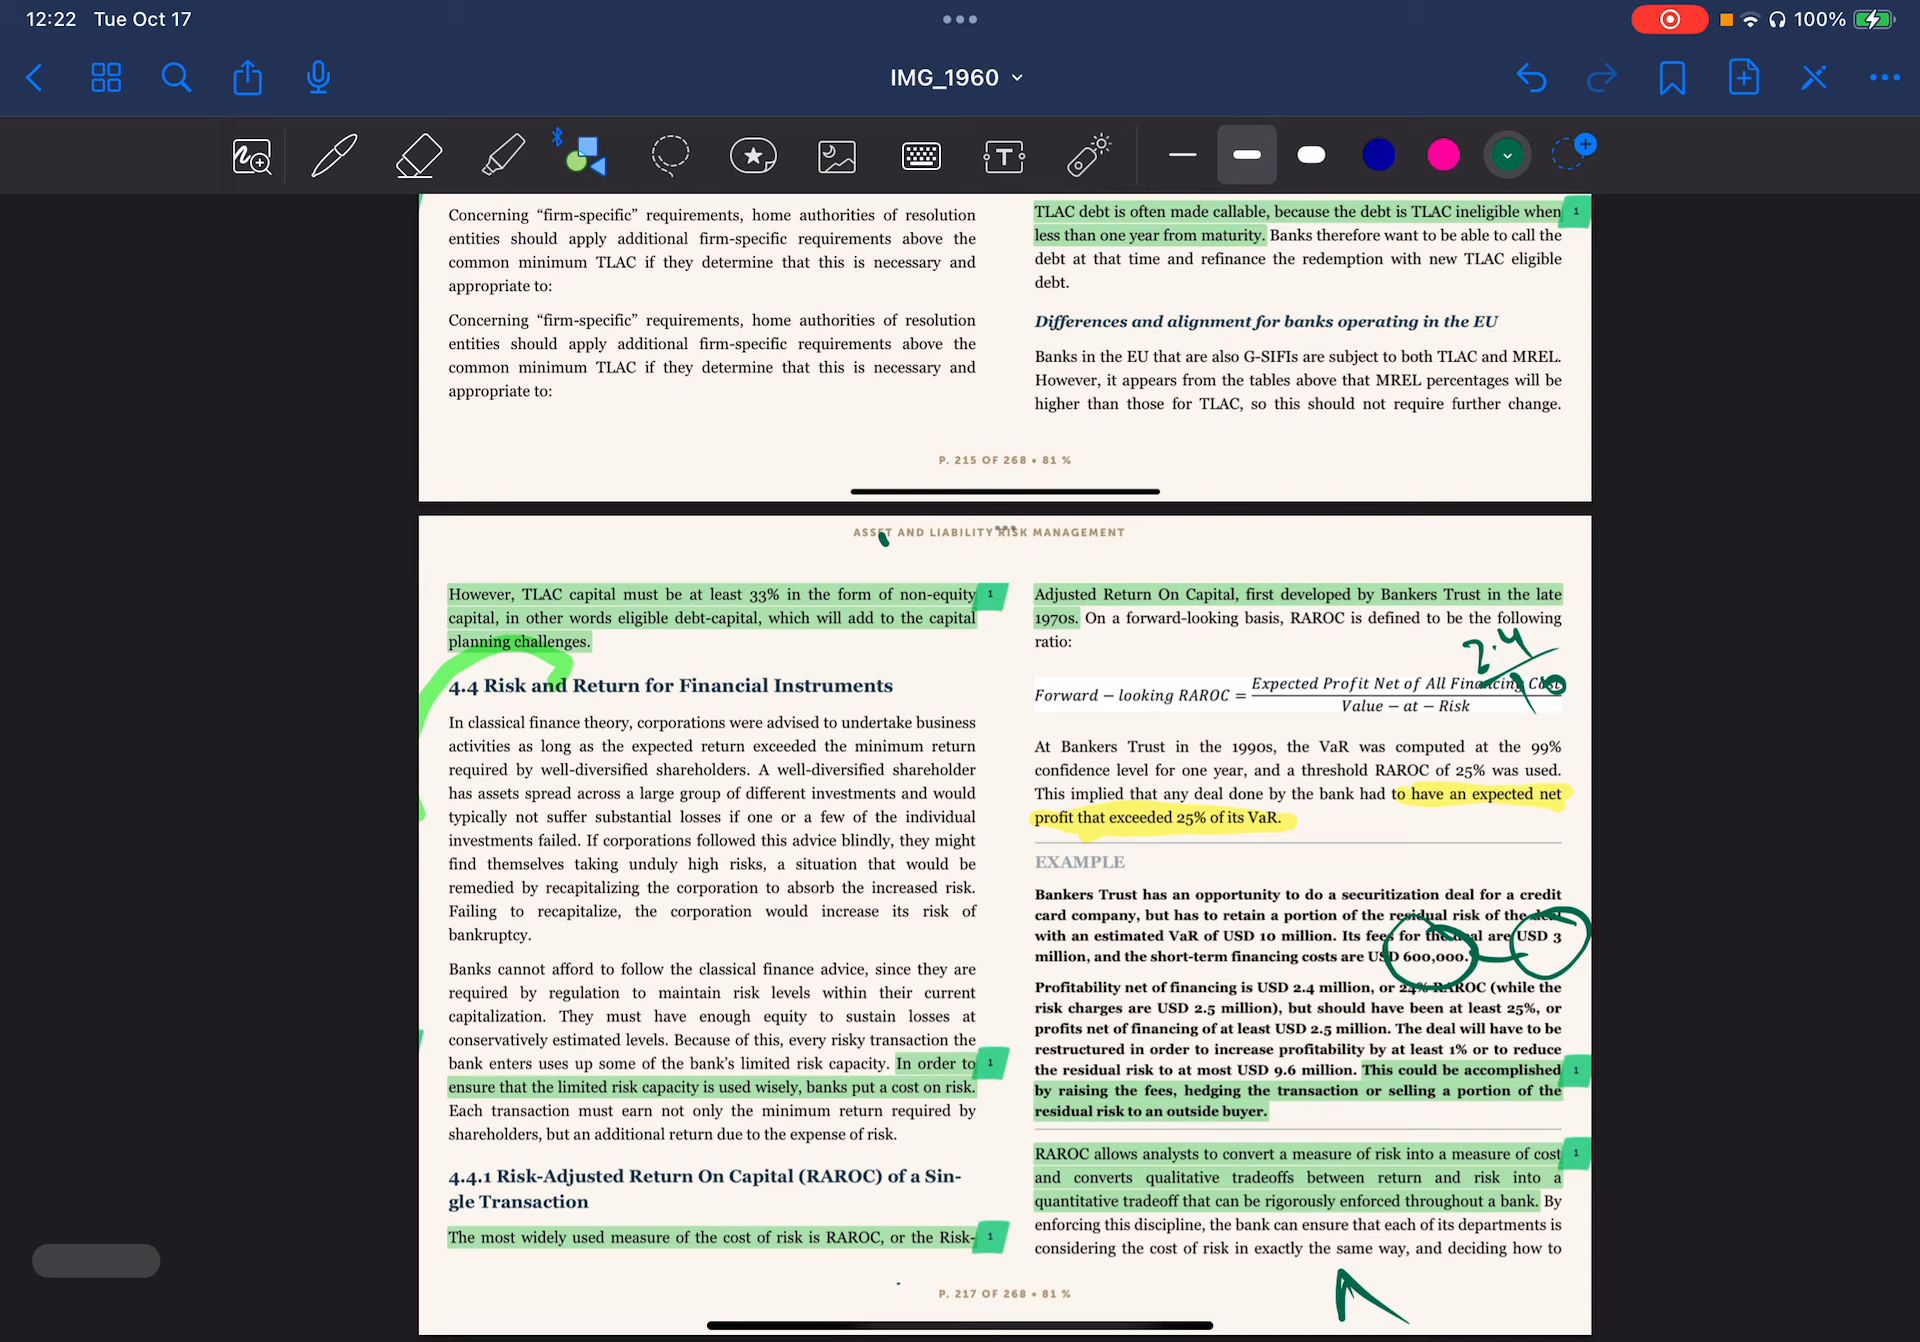 12:22 Tue Oct 17
100%
IMG_1960
Concerning “firm-specific” requirements, home authorities of resolution
entities should apply additional firm-specific requirements above the
common minimum TLAC if they determine that this is necessary and
appropriate to:
Concerning “firm-specific” requirements, home authorities of resolution
entities should apply additional firm-specific requirements above the
common minimum TLAC if they determine that this is necessary and
appropriate to:
TLAC debt is often made callable, because the debt is TLAC ineligible when
1
less than one year from maturity. Banks therefore want to be able to call the
debt at that time and refinance the redemption with new TLAC eligible
debt.
Differences and alignment for banks operating in the EU
Banks in the EU that are also G-SIFIs are subject to both TLAC and MREL.
However, it appears from the tables above that MREL percentages will be
higher than those for TLAC, so this should not require further change.
P. 215 OF 268 • 81 %
ASSET AND LIABILITY RISK MANAGEMENT
However, TLAC capital must be at least 33% in the form of non-equity
1
capital, in other words eligible debt-capital, which will add to the capital
planning challenges.
4.4 Risk and Return for Financial Instruments
In classical finance theory, corporations were advised to undertake business
activities as long as the expected return exceeded the minimum return
required by well-diversified shareholders. A well-diversified shareholder
has assets spread across a large group of different investments and would
typically not suffer substantial losses if one or a few of the individual
investments failed. If corporations followed this advice blindly, they might
find themselves taking unduly high risks, a situation that would be
remedied by recapitalizing the corporation to absorb the increased risk.
Failing to recapitalize, the corporation would increase its risk of
bankruptcy.
Banks cannot afford to follow the classical finance advice, since they are
required by regulation to maintain risk levels within their current
capitalization. They must have enough equity to sustain losses at
conservatively estimated levels. Because of this, every risky transaction the
bank enters uses up some of the bank’s limited risk capacity. In order to
1
ensure that the limited risk capacity is used wisely, banks put a cost on risk.
Each transaction must earn not only the minimum return required by
shareholders, but an additional return due to the expense of risk.
4.4.1 Risk-Adjusted Return On Capital (RAROC) of a Sin-
gle Transaction
The most widely used measure of the cost of risk is RAROC, or the Risk-
1
Adjusted Return On Capital, first developed by Bankers Trust in the late
1970s. On a forward-looking basis, RAROC is defined to be the following
ratio:
2.4
10
Forward − looking RAROC = Expected Profit Net of All Financing Cost
Value − at − Risk
At Bankers Trust in the 1990s, the VaR was computed at the 99%
confidence level for one year, and a threshold RAROC of 25% was used.
This implied that any deal done by the bank had to have an expected net
profit that exceeded 25% of its VaR.
EXAMPLE
Bankers Trust has an opportunity to do a securitization deal for a credit
card company, but has to retain a portion of the residual risk of the deal
with an estimated VaR of USD 10 million. Its fees for the deal are USD 3
million, and the short-term financing costs are USD 600,000.
Profitability net of financing is USD 2.4 million, or 24% RAROC (while the
risk charges are USD 2.5 million), but should have been at least 25%, or
profits net of financing of at least USD 2.5 million. The deal will have to be
restructured in order to increase profitability by at least 1% or to reduce
the residual risk to at most USD 9.6 million. This could be accomplished
1
by raising the fees, hedging the transaction or selling a portion of the
residual risk to an outside buyer.
RAROC allows analysts to convert a measure of risk into a measure of cost
1
and converts qualitative tradeoffs between return and risk into a
quantitative tradeoff that can be rigorously enforced throughout a bank. By
enforcing this discipline, the bank can ensure that each of its departments is
considering the cost of risk in exactly the same way, and deciding how to
P. 217 OF 268 • 81 %